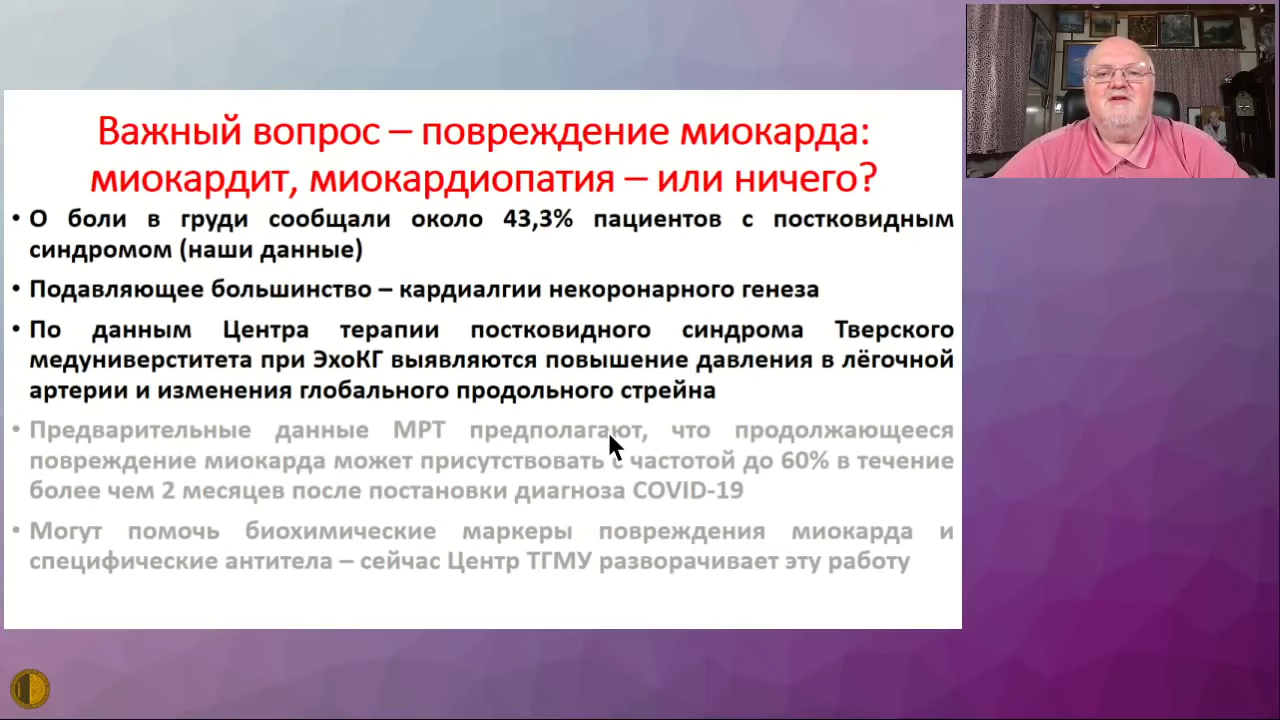 Важный вопрос – повреждение миокарда:
миокардит, миокардиопатия – или ничего?
• О боли в груди сообщали около 43,3% пациентов с постковидным
синдромом (наши данные)
• Подавляющее большинство – кардиалгии некоронарного генеза
• По данным Центра терапии постковидного синдрома Тверского
медуниверститета при ЭхоКГ выявляются повышение давления в лёгочной
артерии и изменения глобального продольного стрейна
• Предварительные данные МРТ предполагают, что продолжающееся
повреждение миокарда может присутствовать с частотой до 60% в течение
более чем 2 месяцев после постановки диагноза COVID-19
• Могут помочь биохимические маркеры повреждения миокарда и
специфические антитела – сейчас Центр ТГМУ разворачивает эту работу